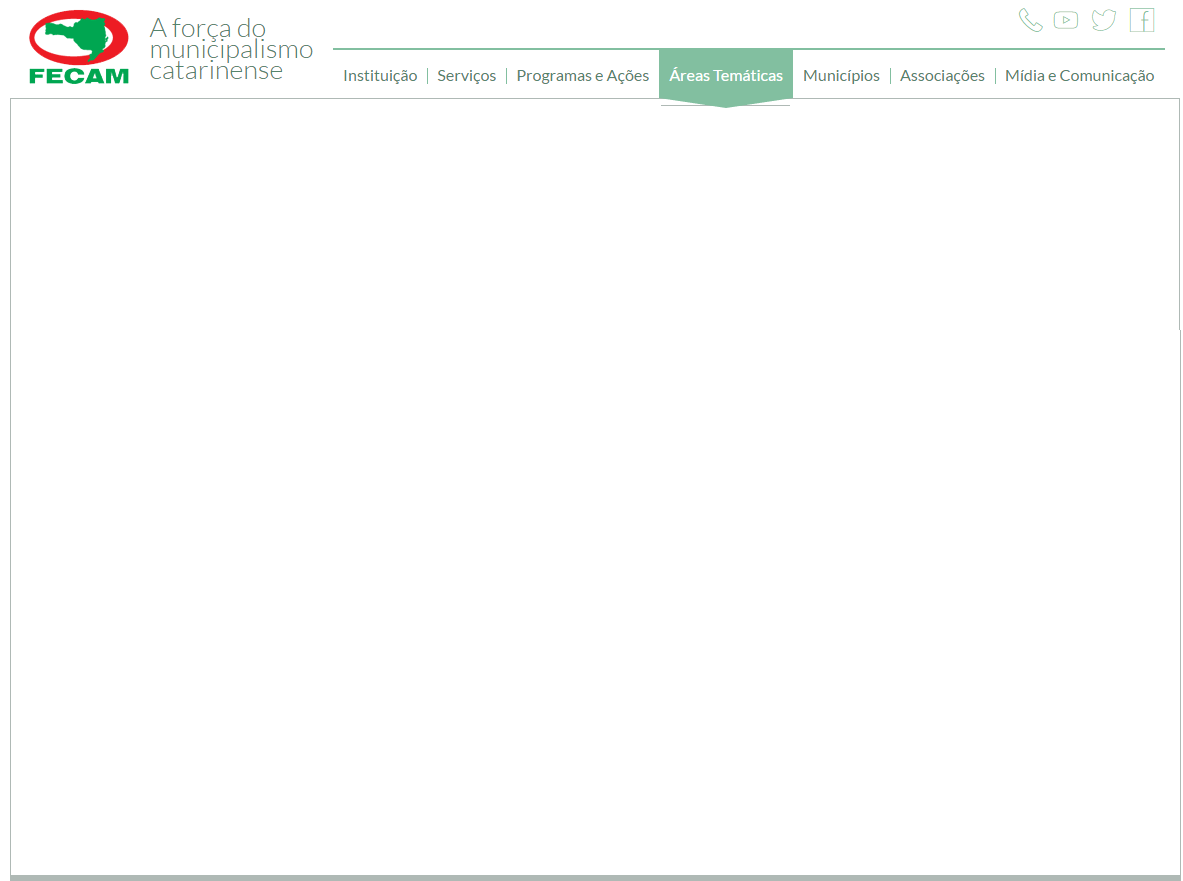 A força do
municipalismo
catarinense
FECAM
Instituição
Serviços
Programas e Ações
Áreas Temáticas
Municípios
Associações
Mídia e Comunicação